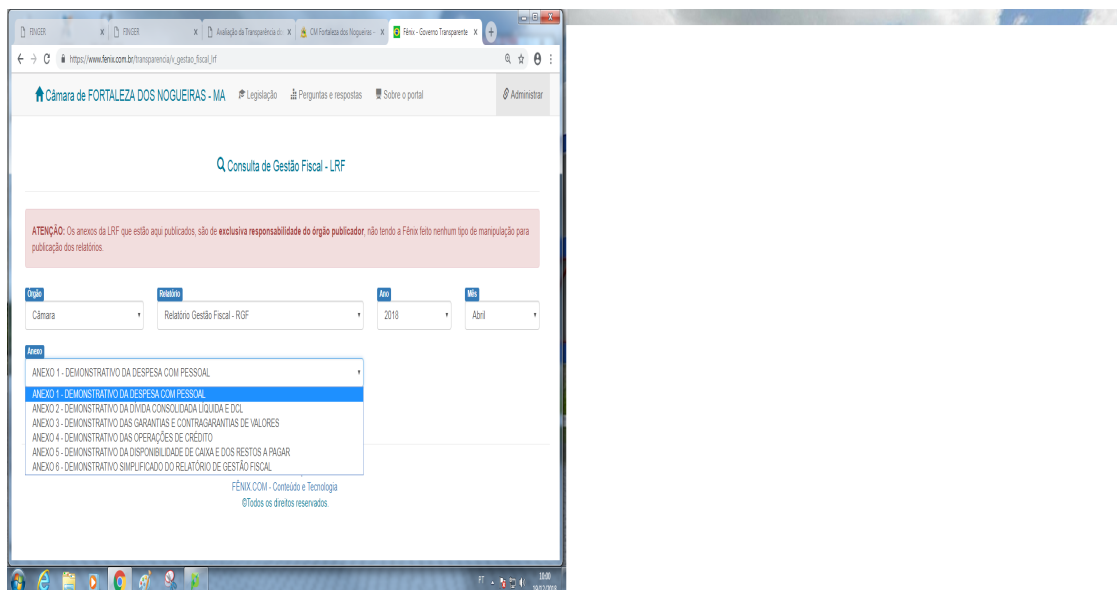 FINGER
FINGER
Avaliação da Transparência do
CM Fortaleza dos Nogueiras -
Fênix - Governo Transparente
https://www.fenix.com.br/transparencia/v_gestao_fiscal_lrf
Câmara de FORTALEZA DOS NOGUEIRAS - MA
Legislação
Perguntas e respostas
Sobre o portal
Administrar
Consulta de Gestão Fiscal - LRF
ATENÇÃO: Os anexos da LRF que estão aqui publicados, são de exclusiva responsabilidade do órgão publicador, não tendo a Fênix feito nenhum tipo de manipulação para
publicação dos relatórios.
Órgão
Relatório
Ano
Mês
Câmara
Relatório Gestão Fiscal - RGF
2018
Abril
Anexo
ANEXO 1 - DEMONSTRATIVO DA DESPESA COM PESSOAL
ANEXO 1 - DEMONSTRATIVO DA DESPESA COM PESSOAL
ANEXO 2 - DEMONSTRATIVO DA DÍVIDA CONSOLIDADA LÍQUIDA E DCL
ANEXO 3 - DEMONSTRATIVO DAS GARANTIAS E CONTRAGARANTIAS DE VALORES
ANEXO 4 - DEMONSTRATIVO DAS OPERAÇÕES DE CRÉDITO
ANEXO 5 - DEMONSTRATIVO DA DISPONIBILIDADE DE CAIXA E DOS RESTOS A PAGAR
ANEXO 6 - DEMONSTRATIVO SIMPLIFICADO DO RELATÓRIO DE GESTÃO FISCAL
FÊNIX.COM - Conteúdo e Tecnologia
©Todos os direitos reservados.
PT
10:00
19/12/2018